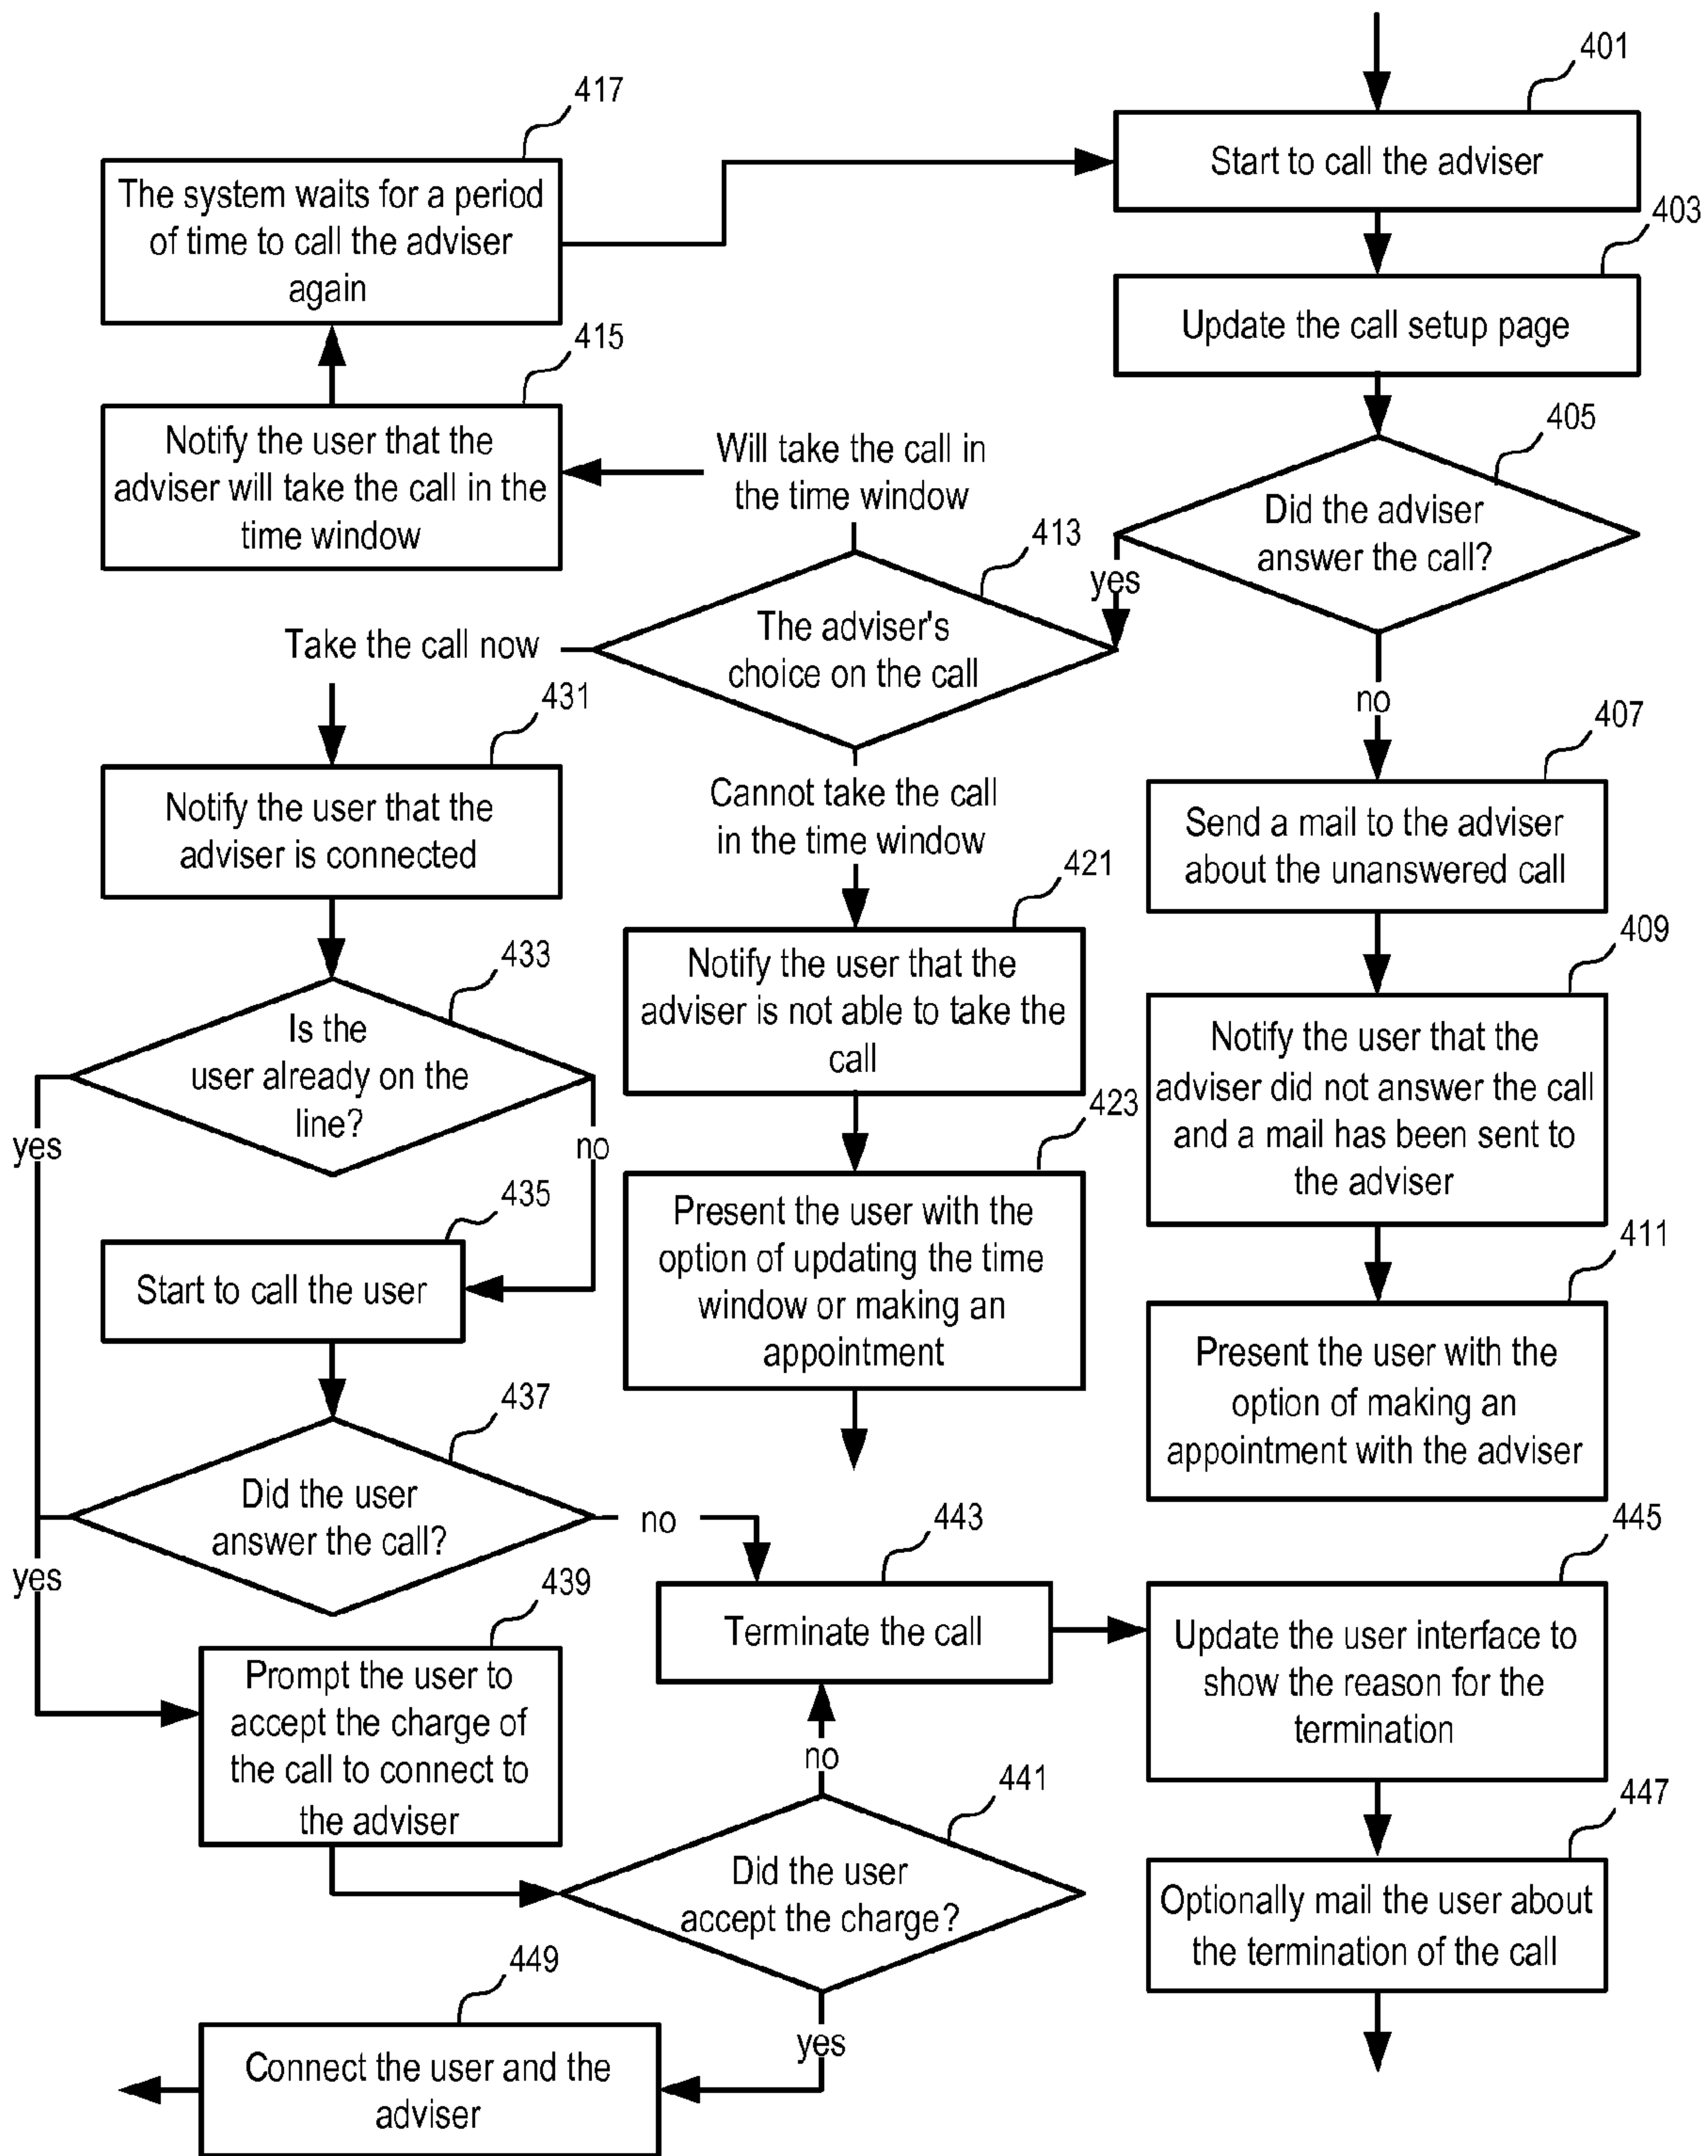 401
Start to call the adviser
403
Update the call setup page
405
Did the adviser
answer the call?
yes
no
407
Send a mail to the adviser
about the unanswered call
409
Notify the user that the
adviser did not answer the call
and a mail has been sent to
the adviser
411
Present the user with the
option of making an
appointment with the adviser
413
The adviser's
choice on the call
Will take the call in
the time window
415
Notify the user that the
adviser will take the call in the
time window
417
The system waits for a period
of time to call the adviser
again
Cannot take the call
in the time window
421
Notify the user that the
adviser is not able to take the
call
423
Present the user with the
option of updating the time
window or making an
appointment
Take the call now
431
Notify the user that the
adviser is connected
433
Is the
user already on the
line?
yes
no
435
Start to call the user
437
Did the user
answer the call?
yes
no
439
Prompt the user to
accept the charge of
the call to connect to
the adviser
441
Did the user
accept the charge?
no
yes
443
Terminate the call
445
Update the user interface to
show the reason for the
termination
447
Optionally mail the user about
the termination of the call
449
Connect the user and the
adviser